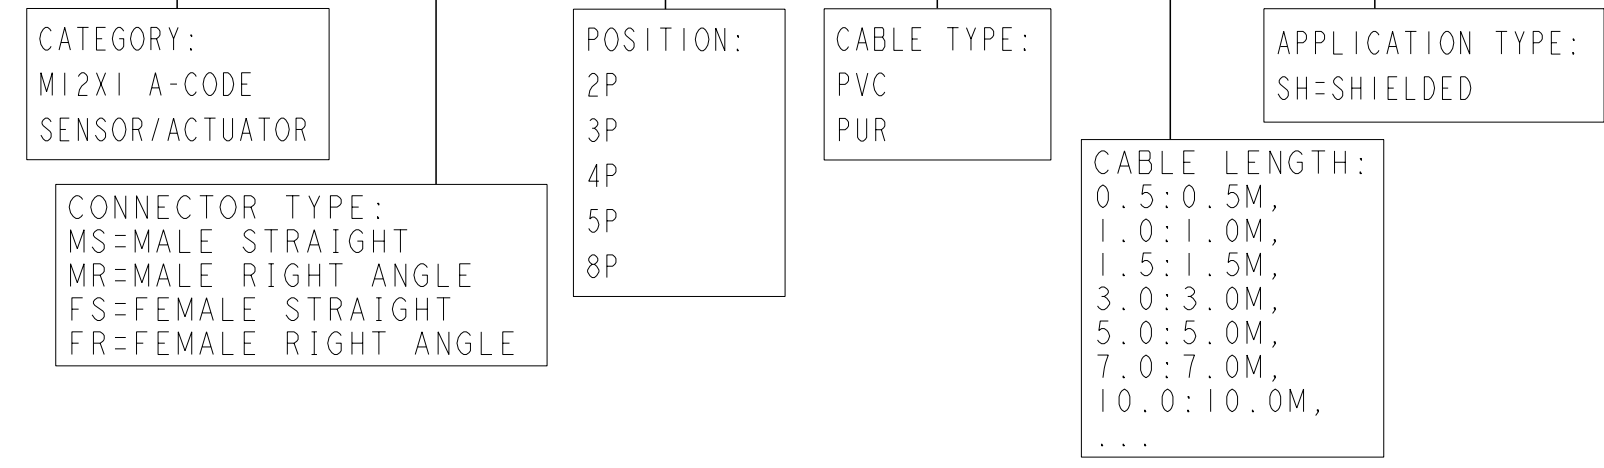 CATEGORY:
M12X1 A-CODE
SENSOR/ACTUATOR
CONNECTOR TYPE:
MS=MALE STRAIGHT
MR=MALE RIGHT ANGLE
FS=FEMALE STRAIGHT
FR=FEMALE RIGHT ANGLE
POSITION:
2P
3P
4P
5P
8P
CABLE TYPE:
PVC
PUR
CABLE LENGTH:
0.5:0.5M,
1.0:1.0M,
1.5:1.5M,
3.0:3.0M,
5.0:5.0M,
7.0:7.0M,
10.0:10.0M,
...
APPLICATION TYPE:
SH=SHIELDED